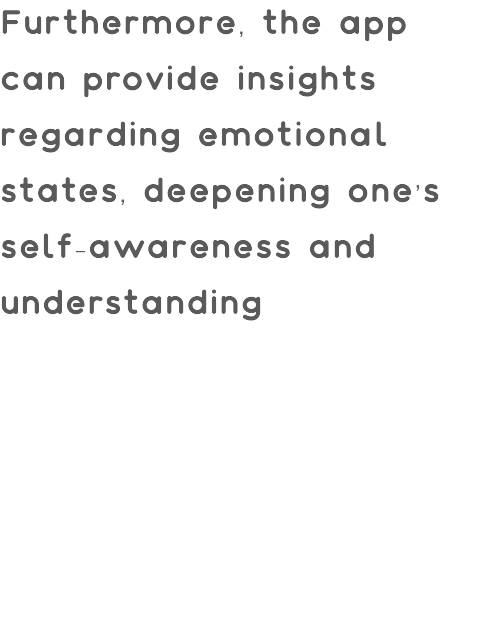 Furthermore, the app
can provide insights
regarding emotional
states, deepening one's
self-awareness and
understanding